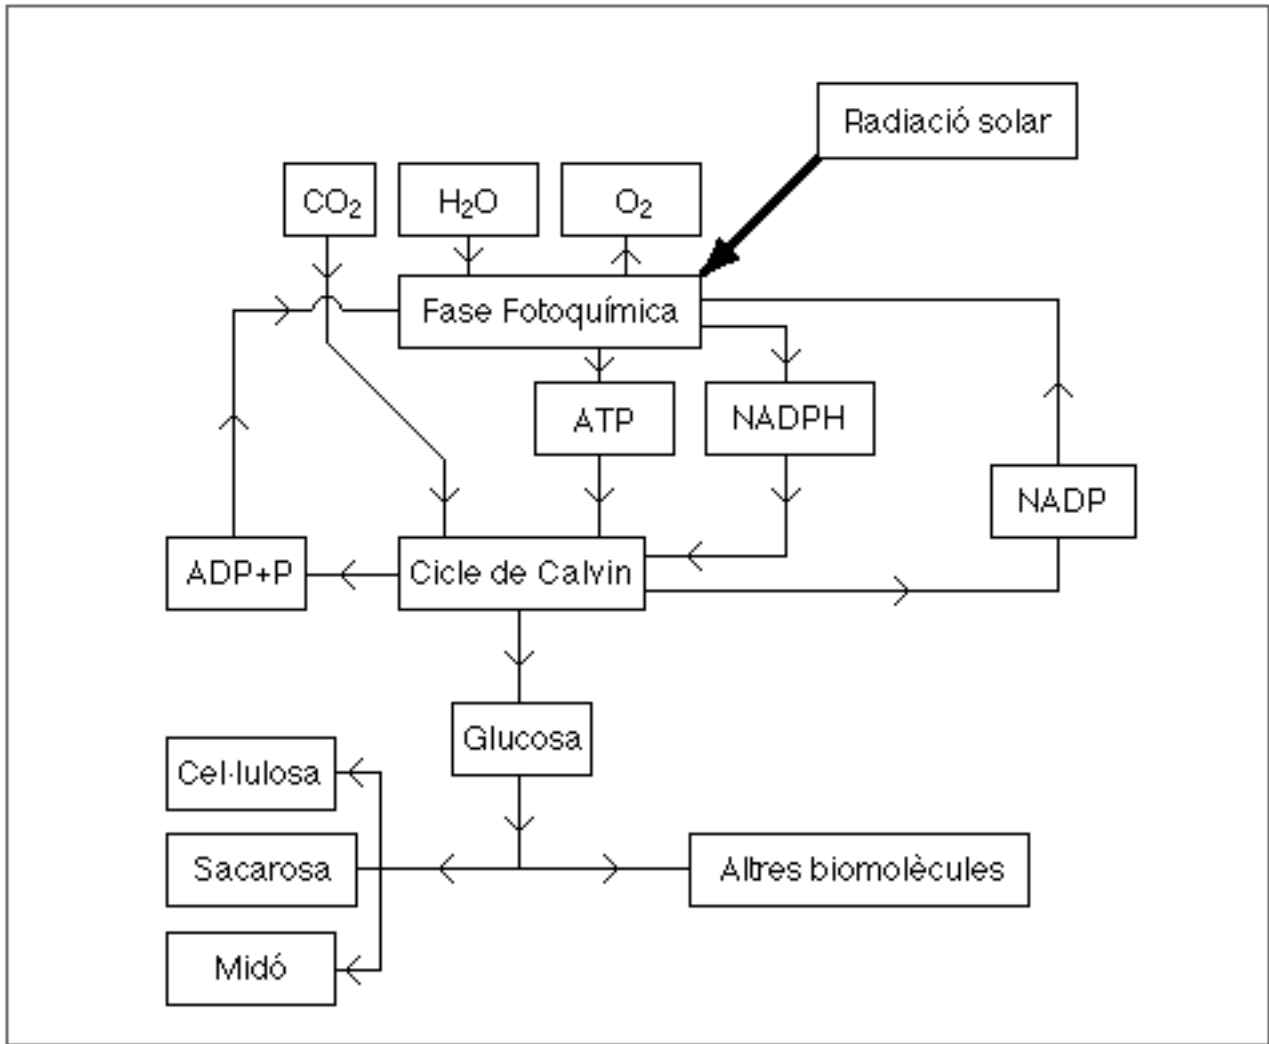 Radiació solar
CO₂
H₂O
O₂
Fase Fotoquímica
ATP
NADPH
NADP
ADP+P
Cicle de Calvin
Glucosa
Cel·lulosa
Sacarosa
Altres biomolècules
Midó